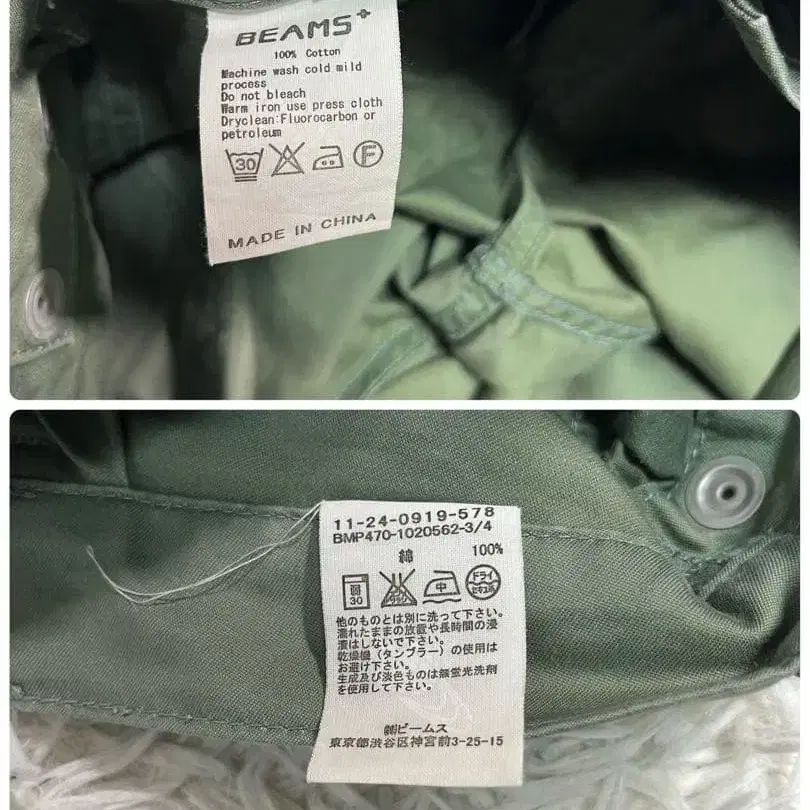 BEAMS+
100% Cotton
Machine wash cold mild
process
Do not bleach
Warm iron use press cloth
Dryclean:Fluorocarbon or
petroleum
30
F
MADE IN CHINA
11-24-0919-578
BMP470-1020562-3/4
綿 100%
30 中 ドライ
他のものとは別に洗って下さい。
濡れたままの放置や長時間の浸
漬はしないで下さい。
乾燥機(タンブラー)の使用は
お避け下さい。
生成及び淡色ものは無蛍光洗剤
を使用して下さい。
㈱ビームス
東京都渋谷区神宮前3-25-15